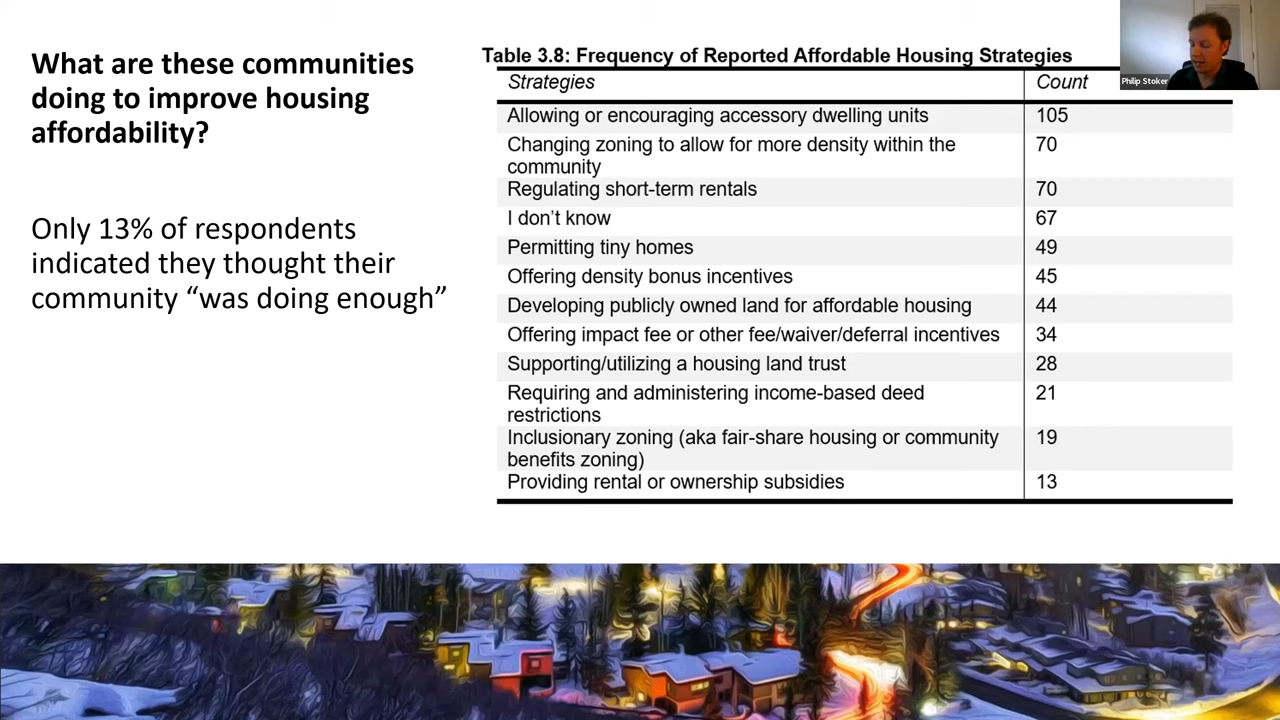 What are these communities
doing to improve housing
affordability?
Only 13% of respondents
indicated they thought their
community “was doing enough”
Table 3.8: Frequency of Reported Affordable Housing Strategies
Strategies Count
Allowing or encouraging accessory dwelling units 105
Changing zoning to allow for more density within the 70
community
Regulating short-term rentals 70
I don’t know 67
Permitting tiny homes 49
Offering density bonus incentives 45
Developing publicly owned land for affordable housing 44
Offering impact fee or other fee/waiver/deferral incentives 34
Supporting/utilizing a housing land trust 28
Requiring and administering income-based deed 21
restrictions
Inclusionary zoning (aka fair-share housing or community 19
benefits zoning)
Providing rental or ownership subsidies 13
Philip Stoker